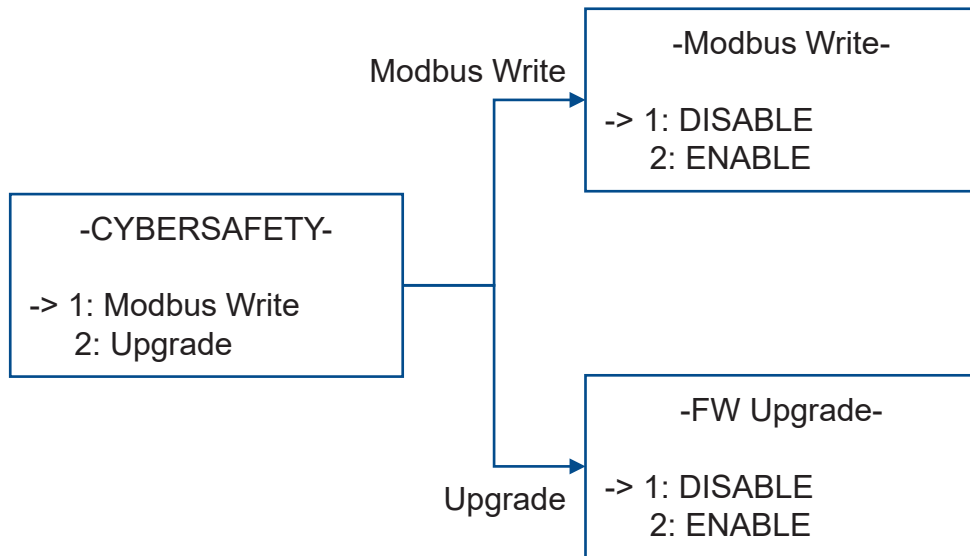 Modbus Write
-Modbus Write-
-> 1: DISABLE
2: ENABLE
-CYBERSAFETY-
-> 1: Modbus Write
2: Upgrade
Upgrade
-FW Upgrade-
-> 1: DISABLE
2: ENABLE